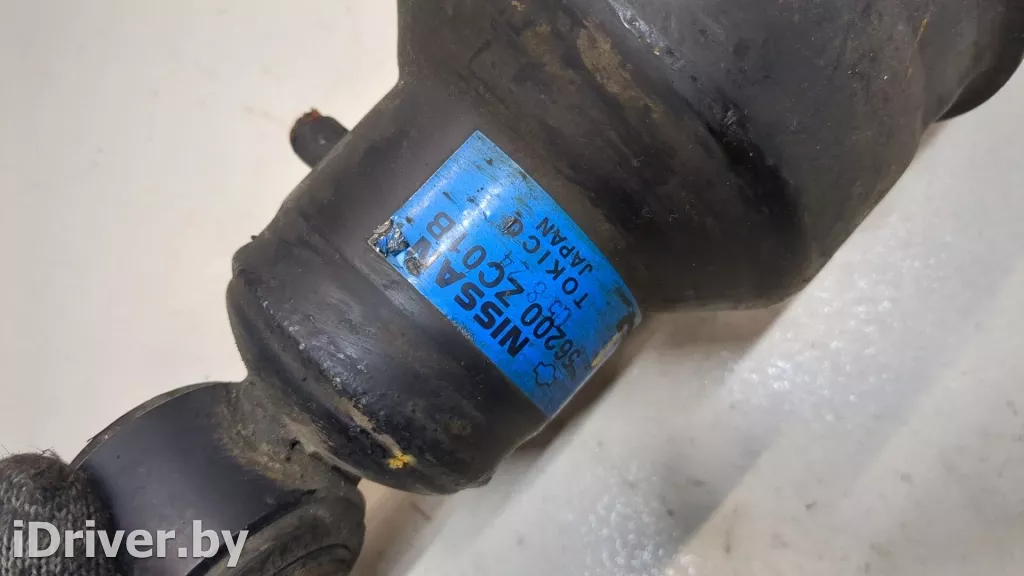 NISSAN
56200 ZC01B
TOKICO
JAPAN
iDriver.by